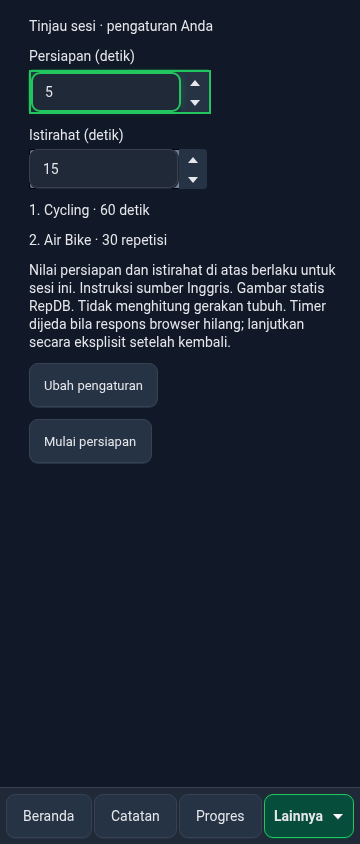 Tinjau sesi · pengaturan Anda
Persiapan (detik)
5
Istirahat (detik)
15
1. Cycling · 60 detik
2. Air Bike · 30 repetisi
Nilai persiapan dan istirahat di atas berlaku untuk
sesi ini. Instruksi sumber Inggris. Gambar statis
RepDB. Tidak menghitung gerakan tubuh. Timer
dijeda bila respons browser hilang; lanjutkan
secara eksplisit setelah kembali.
Ubah pengaturan
Mulai persiapan
Beranda Catatan Progres Lainnya